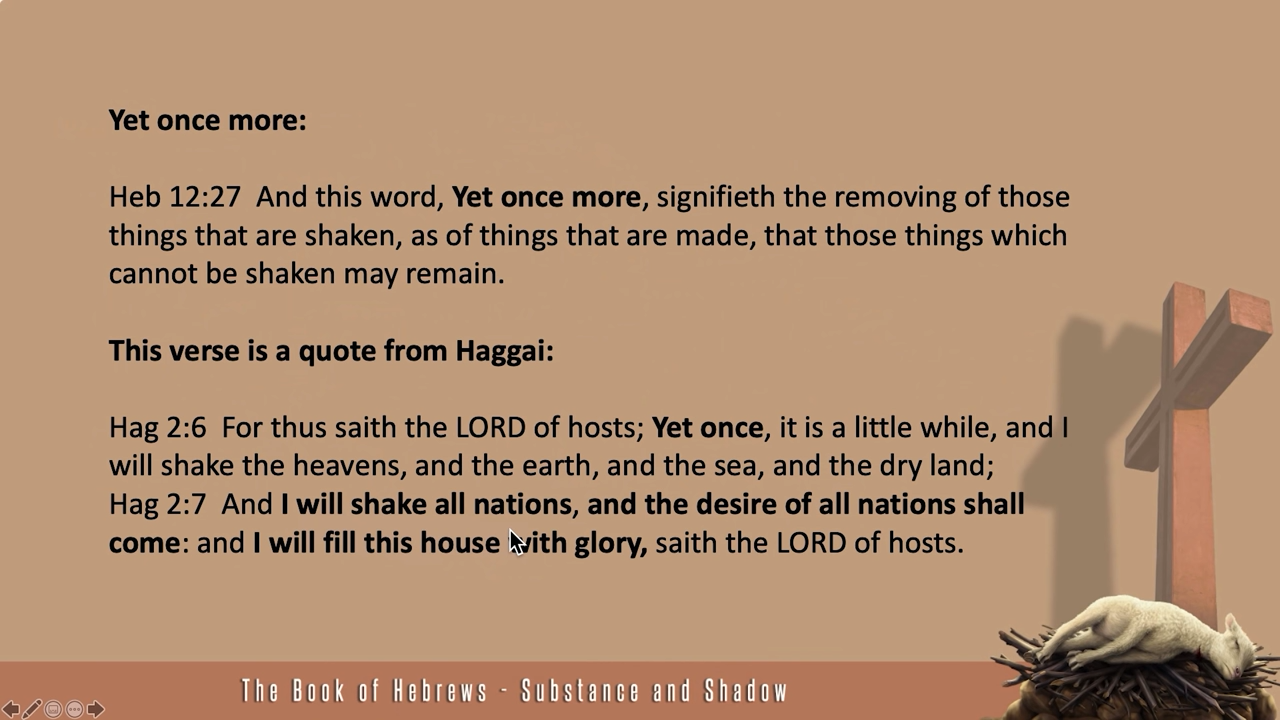 Yet once more:
Heb 12:27  And this word, Yet once more, signifieth the removing of those
things that are shaken, as of things that are made, that those things which
cannot be shaken may remain.
This verse is a quote from Haggai:
Hag 2:6  For thus saith the LORD of hosts; Yet once, it is a little while, and I
will shake the heavens, and the earth, and the sea, and the dry land;
Hag 2:7  And I will shake all nations, and the desire of all nations shall
come: and I will fill this house with glory, saith the LORD of hosts.
The Book of Hebrews - Substance and Shadow